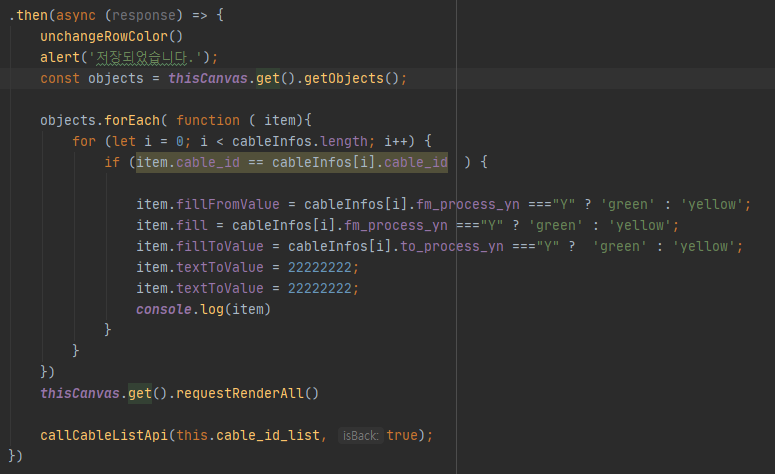 .then(async (response) => {
unchangeRowColor()
alert('저장되었습니다.');
const objects = thisCanvas.get().getObjects();
objects.forEach( function ( item){
for (let i = 0; i < cableInfos.length; i++) {
if (item.cable_id == cableInfos[i].cable_id  ) {
item.fillFromValue = cableInfos[i].fm_process_yn ==="Y" ? 'green' : 'yellow';
item.fill = cableInfos[i].fm_process_yn ==="Y" ? 'green' : 'yellow';
item.fillToValue = cableInfos[i].to_process_yn ==="Y" ?  'green' : 'yellow';
item.textToValue = 22222222;
item.textToValue = 22222222;
console.log(item)
}
}
})
thisCanvas.get().requestRenderAll()
callCableListApi(this.cable_id_list, isBack: true);
})